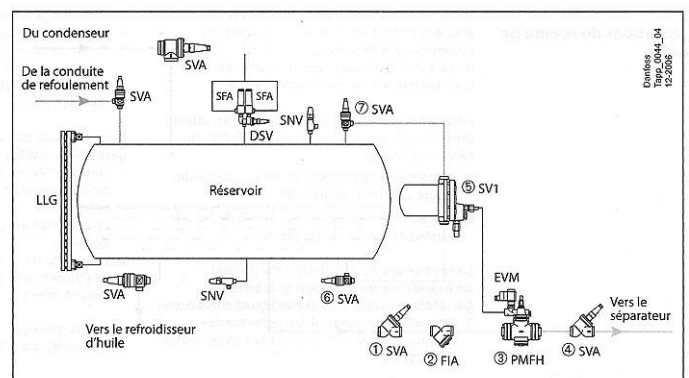 Du condenseur
SVA
De la conduite
de refoulement
SVA
SFA SFA
DSV
SNV
⑦ SVA
Danfoss
Tapp_0044_04
12-2006
LLG
Réservoir
⑤ SV1
SVA
SNV
⑥ SVA
EVM
Vers le
séparateur
Vers le refroidisseur
d'huile
① SVA
② FIA
③ PMFH
④ SVA